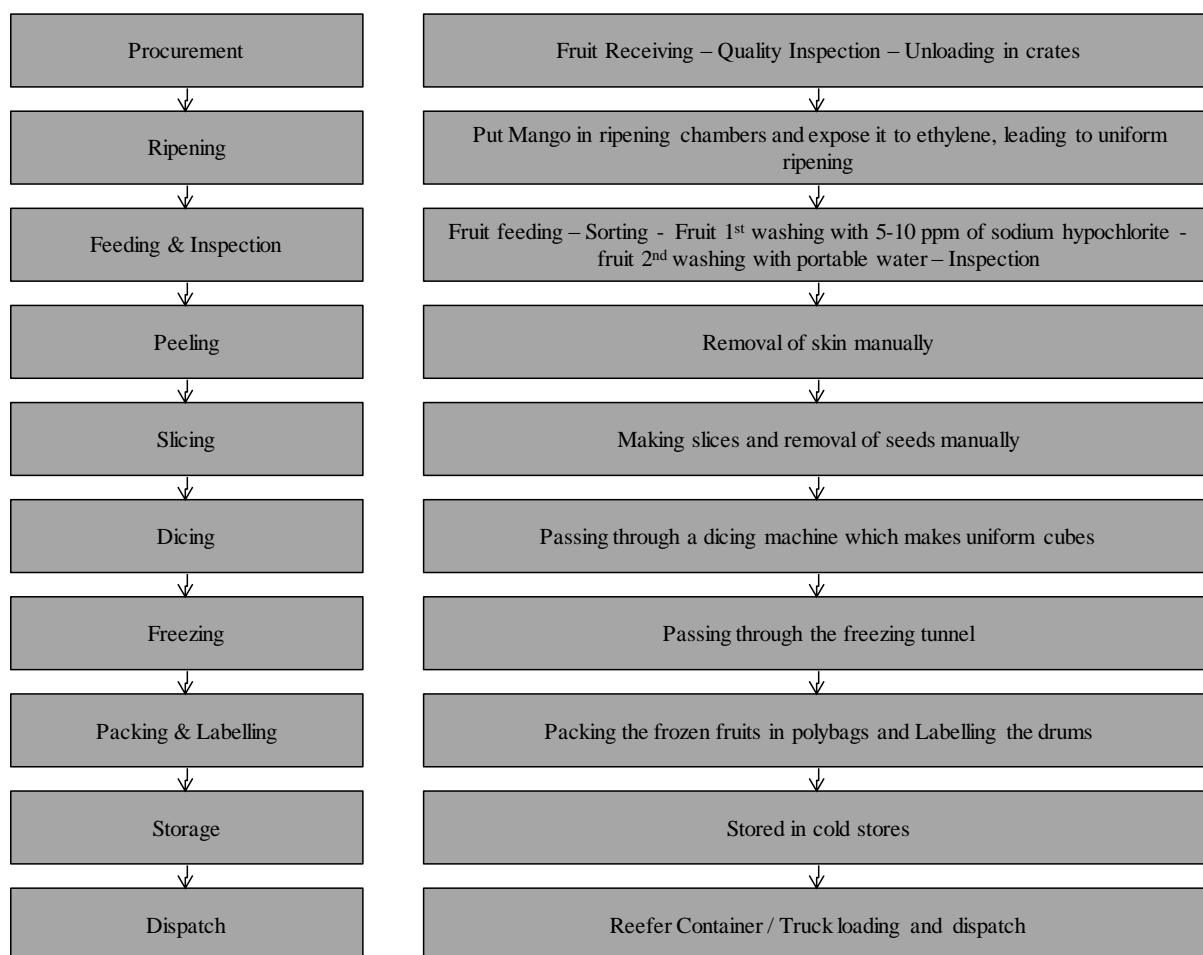 Procurement
Fruit Receiving – Quality Inspection – Unloading in crates
Ripening
Put Mango in ripening chambers and expose it to ethylene, leading to uniform
ripening
Feeding & Inspection
Fruit feeding – Sorting - Fruit 1st washing with 5-10 ppm of sodium hypochlorite -
fruit 2nd washing with portable water – Inspection
Peeling
Removal of skin manually
Slicing
Making slices and removal of seeds manually
Dicing
Passing through a dicing machine which makes uniform cubes
Freezing
Passing through the freezing tunnel
Packing & Labelling
Packing the frozen fruits in polybags and Labelling the drums
Storage
Stored in cold stores
Dispatch
Reefer Container / Truck loading and dispatch